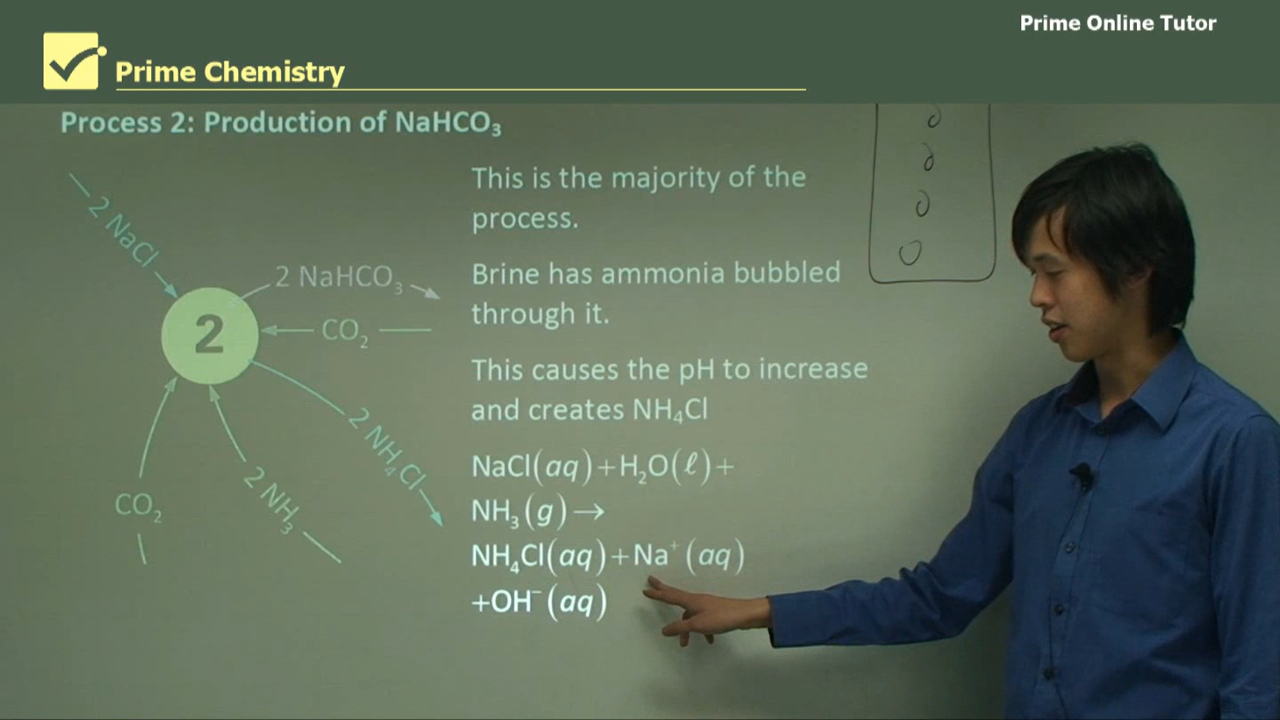 Prime Online Tutor
Prime Chemistry
Process 2: Production of NaHCO₃
2 NaCl
2 NaHCO₃
CO₂
2
2 NH₄Cl
CO₂
2 NH₃
This is the majority of the
process.
Brine has ammonia bubbled
through it.
This causes the pH to increase
and creates NH₄Cl
NaCl(aq)+H₂O(ℓ)+
NH₃(g)→
NH₄Cl(aq)+Na⁺(aq)
+OH⁻(aq)